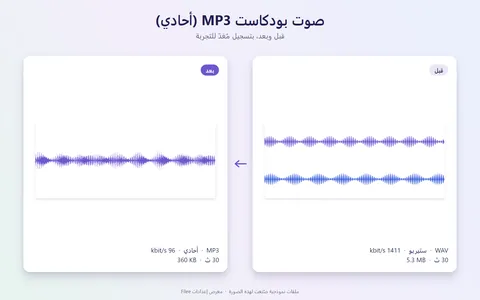 صوت بودكاست MP3 (أحادي)
قبل وبعد، بتسجيل مُعَدّ للتجربة
قبل
WAV · ستيريو · 1411 kbit/s
30 ث · 5.3 MB
←
بعد
MP3 · أحادي · 96 kbit/s
30 ث · 360 KB
ملفات نموذجية صُنعت لهذه الصورة · معرض إعدادات